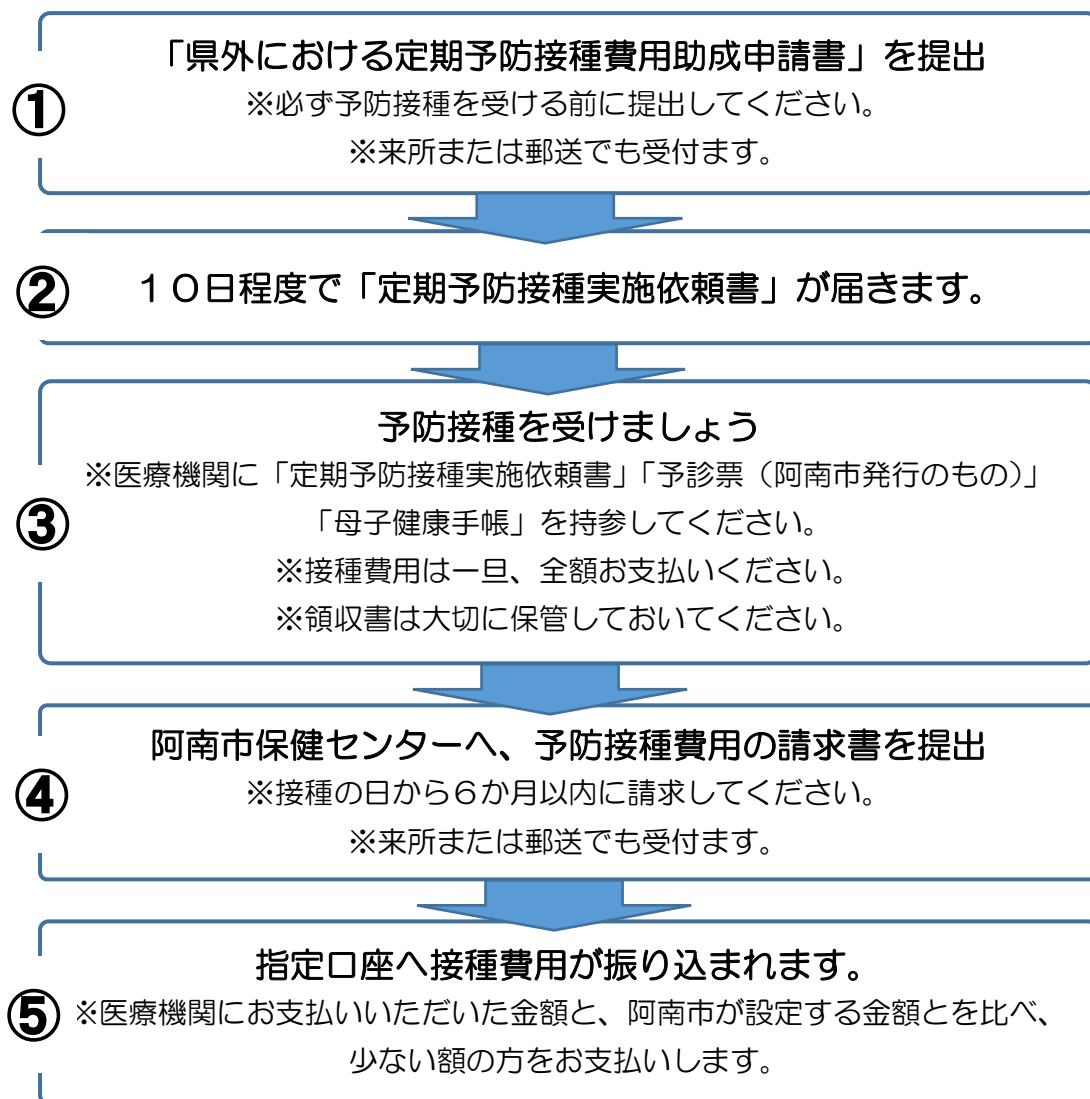 ①
「県外における定期予防接種費用助成申請書」を提出
※必ず予防接種を受ける前に提出してください。
※来所または郵送でも受付ます。
②
１０日程度で「定期予防接種実施依頼書」が届きます。
③
予防接種を受けましょう
※医療機関に「定期予防接種実施依頼書」「予診票（阿南市発行のもの）」
「母子健康手帳」を持参してください。
※接種費用は一旦、全額お支払いください。
※領収書は大切に保管しておいてください。
④
阿南市保健センターへ、予防接種費用の請求書を提出
※接種の日から６か月以内に請求してください。
※来所または郵送でも受付ます。
⑤
指定口座へ接種費用が振り込まれます。
※医療機関にお支払いいただいた金額と、阿南市が設定する金額とを比べ、
少ない額の方をお支払いします。